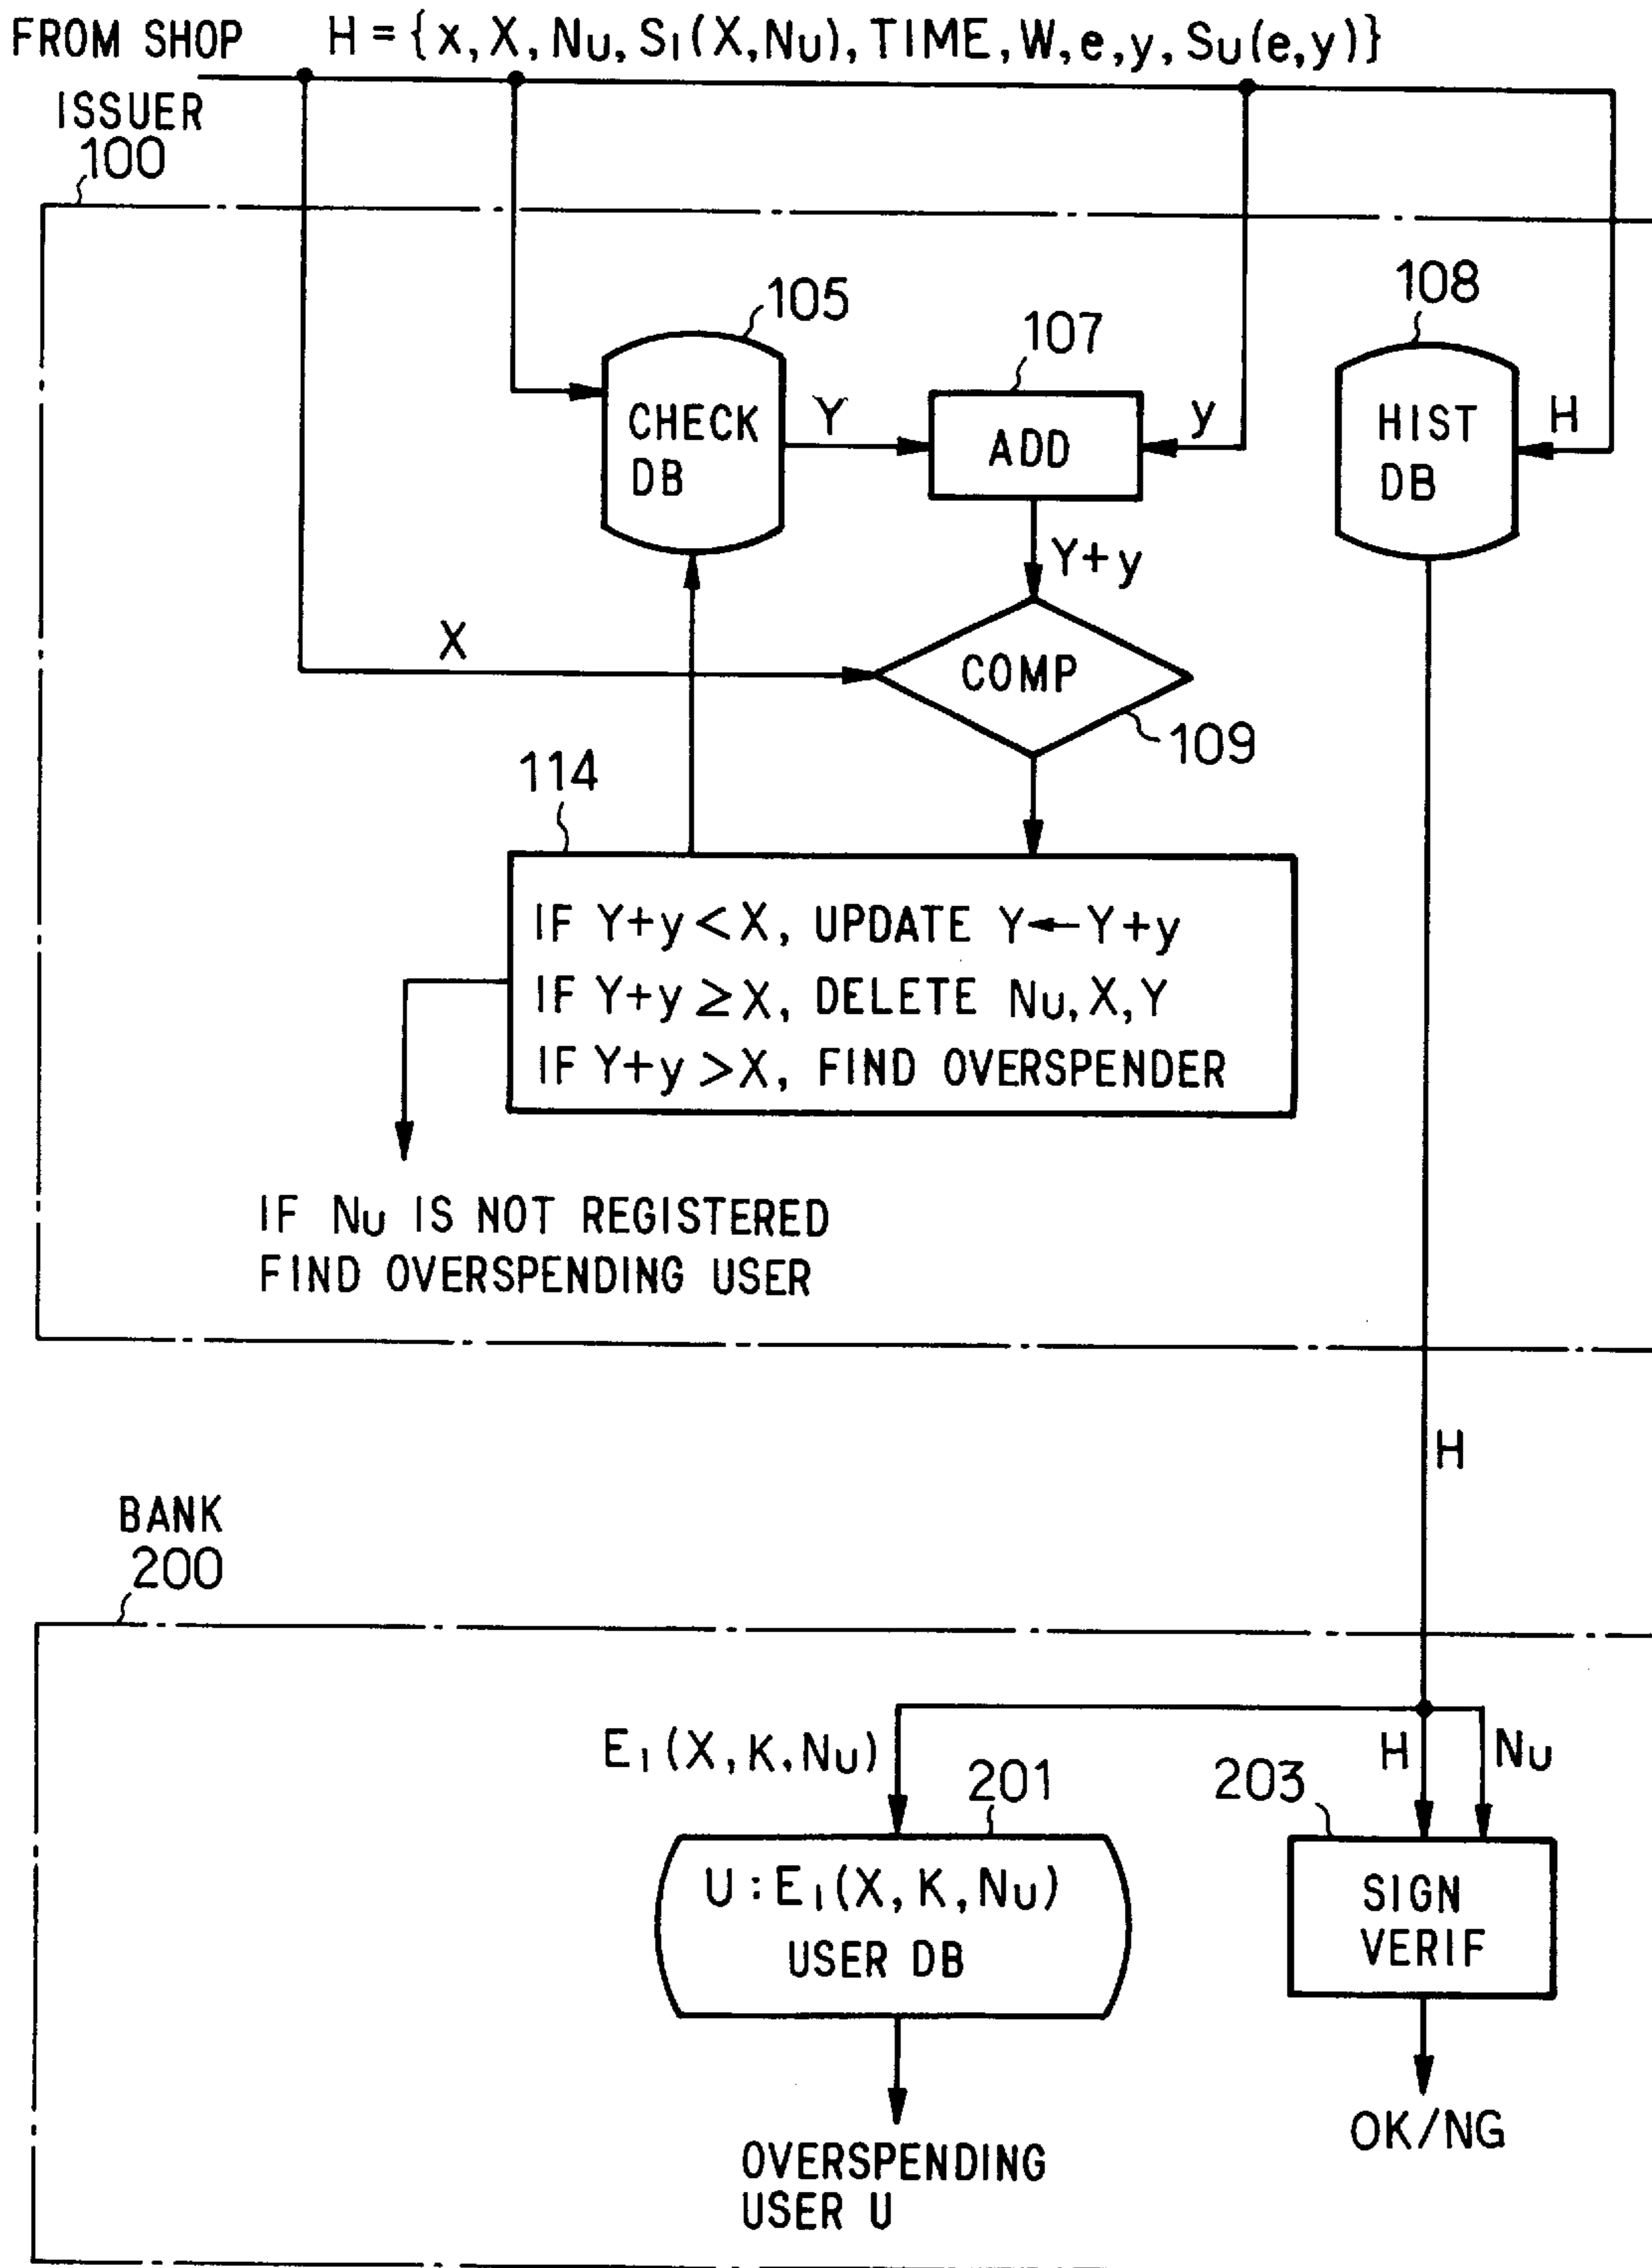 FROM SHOP H = {x, X, NU, SI(X, NU), TIME, W, e, y, SU(e, y)}
ISSUER
100
105
107
108
CHECK
DB
Y
ADD
y
HIST
DB
H
Y+y
X
COMP
109
114
IF Y+y < X, UPDATE Y←Y+y
IF Y+y ≥ X, DELETE NU, X, Y
IF Y+y > X, FIND OVERSPENDER
IF NU IS NOT REGISTERED
FIND OVERSPENDING USER
H
BANK
200
EI (X, K, NU)
H
NU
201
203
U : EI (X, K, NU)
USER DB
SIGN
VERIF
OVERSPENDING
USER U
OK/NG